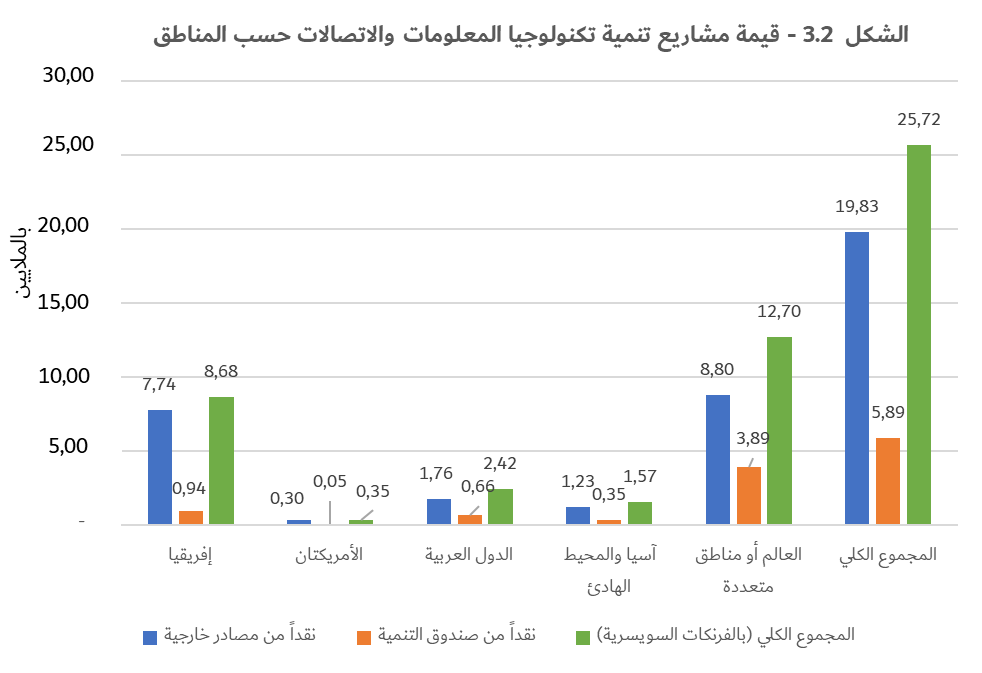 الشكل 3.2 - قيمة مشاريع تنمية تكنولوجيا المعلومات والاتصالات حسب المناطق
بالملايين
30,00
25,00
20,00
15,00
10,00
5,00
-
7,74
0,94
8,68
0,30
0,05
0,35
1,76
0,66
2,42
1,23
0,35
1,57
8,80
3,89
12,70
19,83
5,89
25,72
إفريقيا
الأمريكتان
الدول العربية
آسيا والمحيط
الهادئ
العالم أو مناطق
متعددة
المجموع الكلي
نقداً من مصادر خارجية
نقداً من صندوق التنمية
المجموع الكلي (بالفرنكات السويسرية)